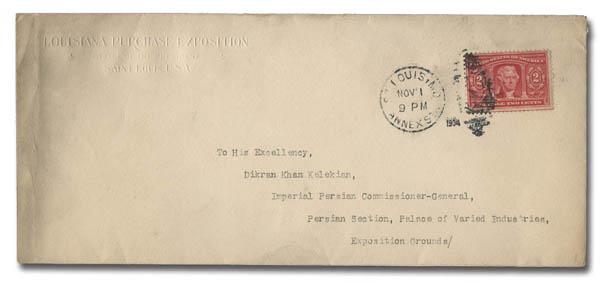 LOUISIANA PURCHASE EXPOSITION
SAINT LOUIS, U.S.A.
ST. LOUIS, MO.
NOV 1
9 PM
ANNEX STA.
1904
STATES OF AMERICA
2 2
TWO CENTS
To His Excellency,
Dikran Khan Kelekian,
Imperial Persian Commissioner-General,
Persian Section, Palace of Varied Industries,
Exposition Grounds/